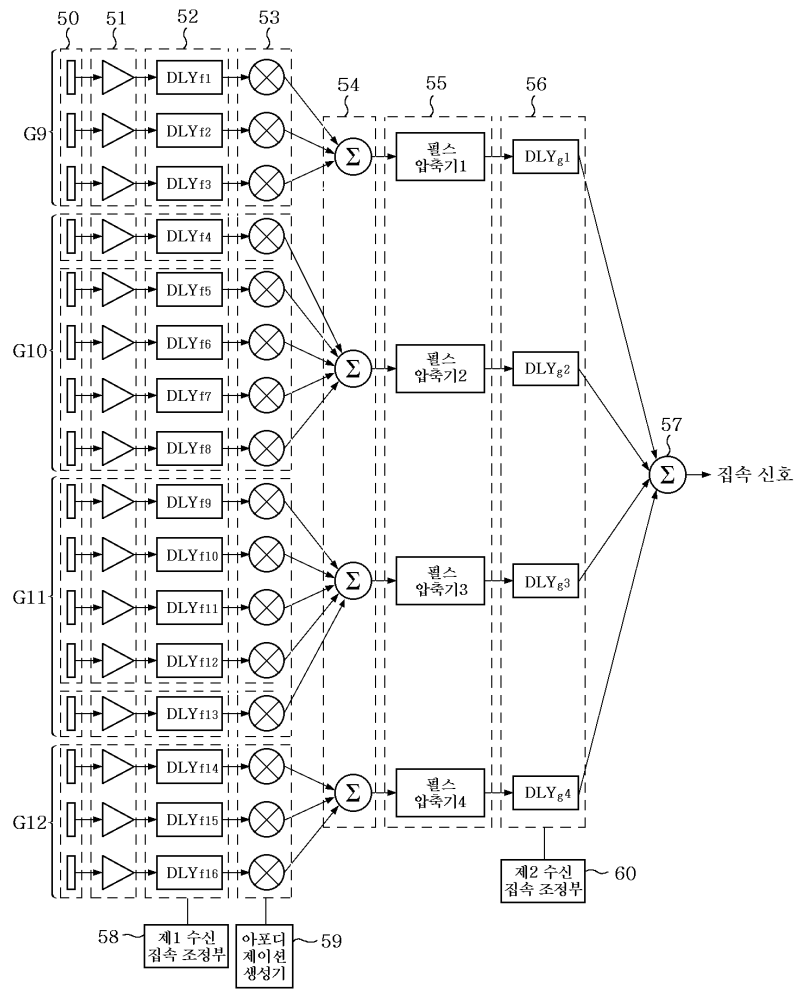 50
51
52
53
54
55
56
57
G9
DLYf1
DLYf2
DLYf3
G10
DLYf4
DLYf5
DLYf6
DLYf7
DLYf8
G11
DLYf9
DLYf10
DLYf11
DLYf12
DLYf13
G12
DLYf14
DLYf15
DLYf16
Σ
펄스
압축기1
DLYg1
Σ
펄스
압축기2
DLYg2
Σ
펄스
압축기3
DLYg3
Σ
펄스
압축기4
DLYg4
Σ
집속 신호
58
제1 수신
집속 조정부
59
아포디
제이션
생성기
60
제2 수신
집속 조정부